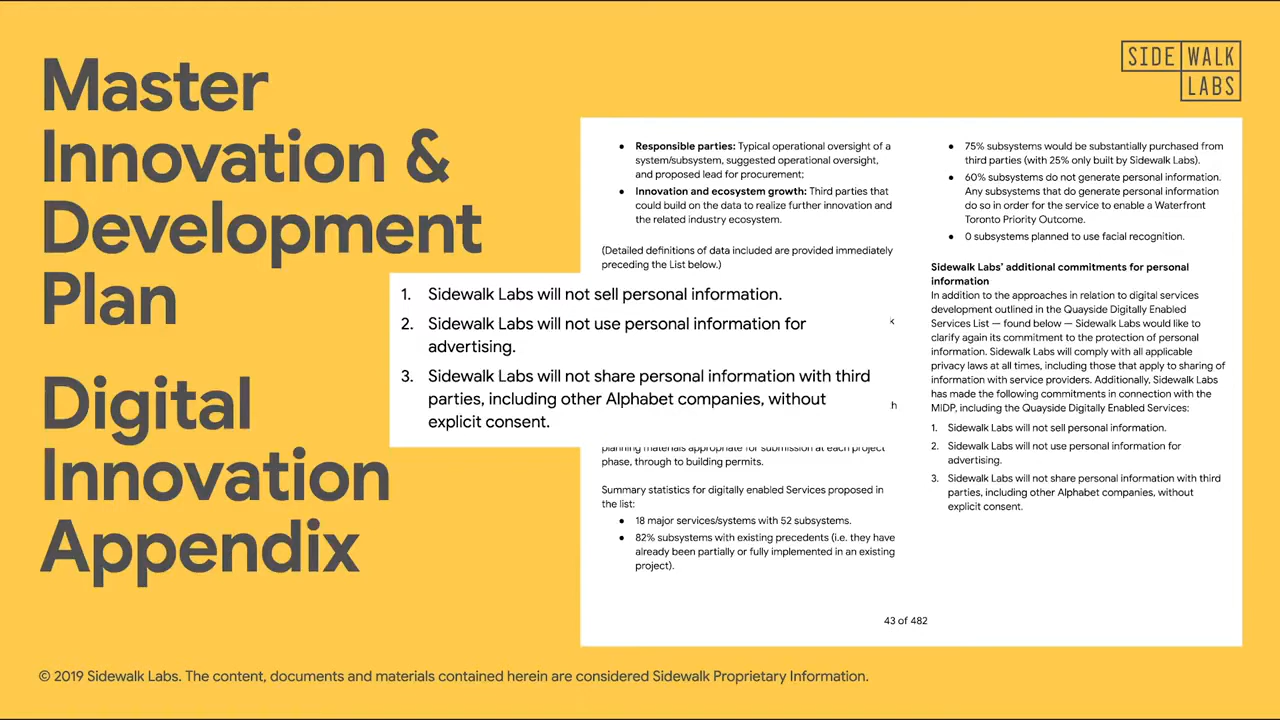 Master
Innovation &
Development
Plan
Digital
Innovation
Appendix
SIDE WALK
LABS
● Responsible parties: Typical operational oversight of a
system/subsystem, suggested operational oversight,
and proposed lead for procurement;
● Innovation and ecosystem growth: Third parties that
could build on the data to realize further innovation and
the related industry ecosystem.
(Detailed definitions of data included are provided immediately
preceding the List below.)
1. Sidewalk Labs will not sell personal information.
2. Sidewalk Labs will not use personal information for
advertising.
3. Sidewalk Labs will not share personal information with third
parties, including other Alphabet companies, without
explicit consent.
planning materials appropriate for submission at each project
phase, through to building permits.
Summary statistics for digitally enabled Services proposed in
the list:
● 18 major services/systems with 52 subsystems.
● 82% subsystems with existing precedents (i.e. they have
already been partially or fully implemented in an existing
project).
● 75% subsystems would be substantially purchased from
third parties (with 25% only built by Sidewalk Labs).
● 60% subsystems do not generate personal information.
Any subsystems that do generate personal information
do so in order for the service to enable a Waterfront
Toronto Priority Outcome.
● 0 subsystems planned to use facial recognition.
Sidewalk Labs' additional commitments for personal
information
In addition to the approaches in relation to digital services
development outlined in the Quayside Digitally Enabled
Services List — found below — Sidewalk Labs would like to
clarify again its commitment to the protection of personal
information. Sidewalk Labs will comply with all applicable
privacy laws at all times, including those that apply to sharing of
information with service providers. Additionally, Sidewalk Labs
has made the following commitments in connection with the
MIDP, including the Quayside Digitally Enabled Services:
1. Sidewalk Labs will not sell personal information.
2. Sidewalk Labs will not use personal information for
advertising.
3. Sidewalk Labs will not share personal information with third
parties, including other Alphabet companies, without
explicit consent.
43 of 482
© 2019 Sidewalk Labs. The content, documents and materials contained herein are considered Sidewalk Proprietary Information.